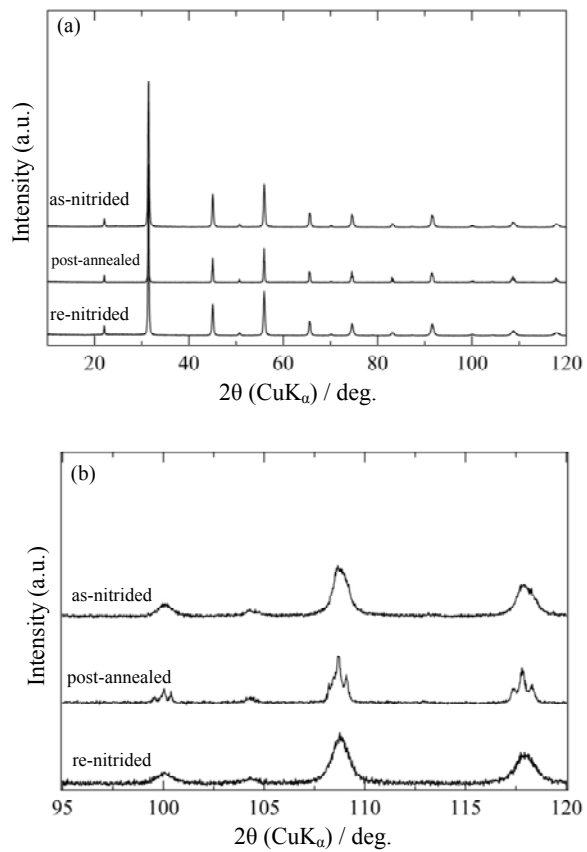 (a)
Intensity (a.u.)
as-nitrided
post-annealed
re-nitrided
20 40 60 80 100 120
2θ (CuKα) / deg.
(b)
Intensity (a.u.)
as-nitrided
post-annealed
re-nitrided
95 100 105 110 115 120
2θ (CuKα) / deg.